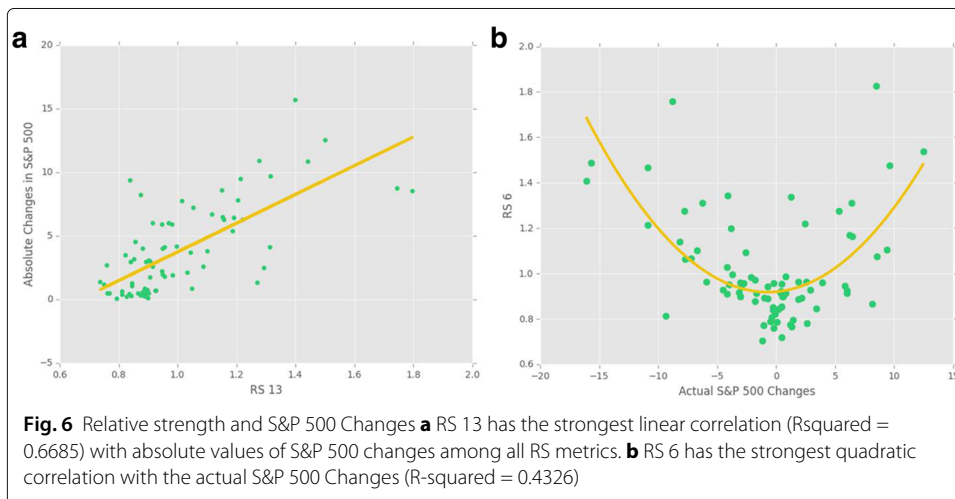 a
b
20
15
10
5
0
−5
Absolute Changes in S&P 500
0.6 0.8 1.0 1.2 1.4 1.6 1.8 2.0
RS 13
2.0
1.8
1.6
1.4
1.2
1.0
0.8
0.6
RS 6
−20 −15 −10 −5 0 5 10 15
Actual S&P 500 Changes
Fig. 6 Relative strength and S&P 500 Changes a RS 13 has the strongest linear correlation (Rsquared =
0.6685) with absolute values of S&P 500 changes among all RS metrics. b RS 6 has the strongest quadratic
correlation with the actual S&P 500 Changes (R-squared = 0.4326)